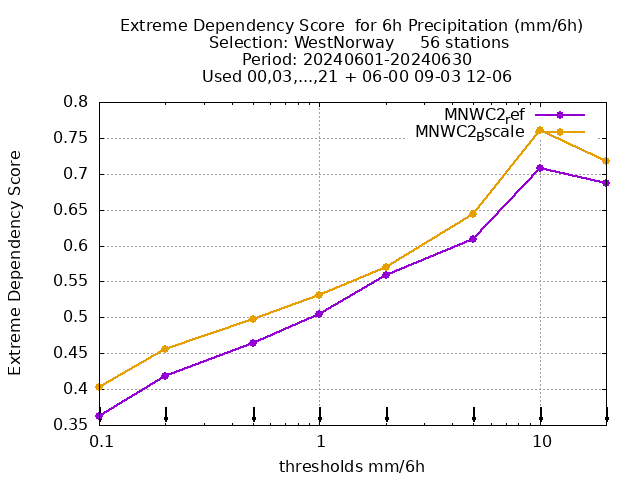 Extreme Dependency Score  for 6h Precipitation (mm/6h)
Selection: WestNorway     56 stations
Period: 20240601-20240630
Used 00,03,...,21 + 06-00 09-03 12-06
MNWC2ref
MNWC2Bscale
0.8
0.75
0.7
0.65
0.6
0.55
0.5
0.45
0.4
0.35
Extreme Dependency Score
0.1 1 10
thresholds mm/6h